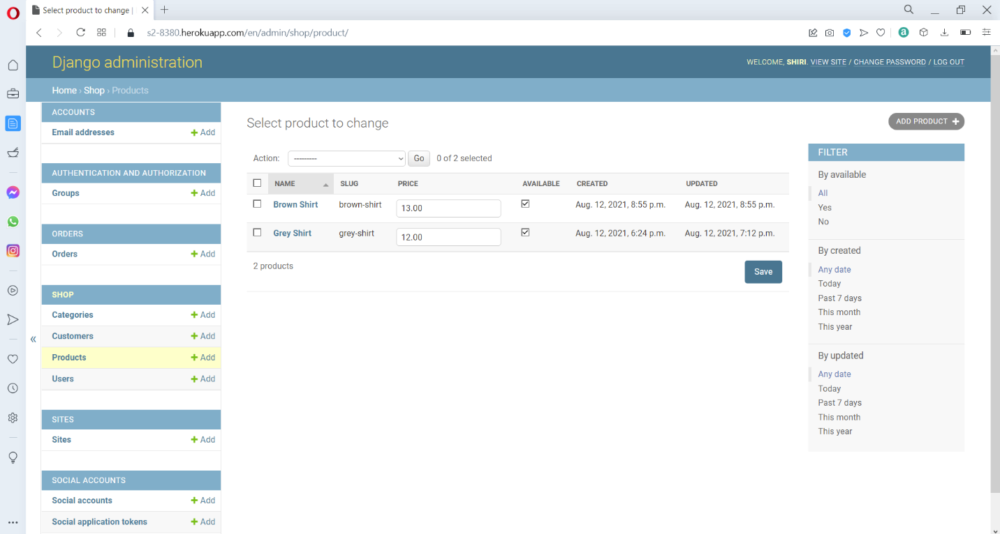 Select product to change |
s2-8380.herokuapp.com/en/admin/shop/product/
Django administration
WELCOME, SHIRI. VIEW SITE / CHANGE PASSWORD / LOG OUT
Home › Shop › Products
ACCOUNTS
Email addresses + Add
AUTHENTICATION AND AUTHORIZATION
Groups + Add
ORDERS
Orders + Add
SHOP
Categories + Add
Customers + Add
«
Products + Add
Users + Add
SITES
Sites + Add
SOCIAL ACCOUNTS
Social accounts + Add
Social application tokens + Add
Select product to change
ADD PRODUCT +
Action: --------- Go 0 of 2 selected
NAME SLUG PRICE AVAILABLE CREATED UPDATED
Brown Shirt brown-shirt 13.00 Aug. 12, 2021, 8:55 p.m. Aug. 12, 2021, 8:55 p.m.
Grey Shirt grey-shirt 12.00 Aug. 12, 2021, 6:24 p.m. Aug. 12, 2021, 7:12 p.m.
2 products
Save
FILTER
By available
All
Yes
No
By created
Any date
Today
Past 7 days
This month
This year
By updated
Any date
Today
Past 7 days
This month
This year